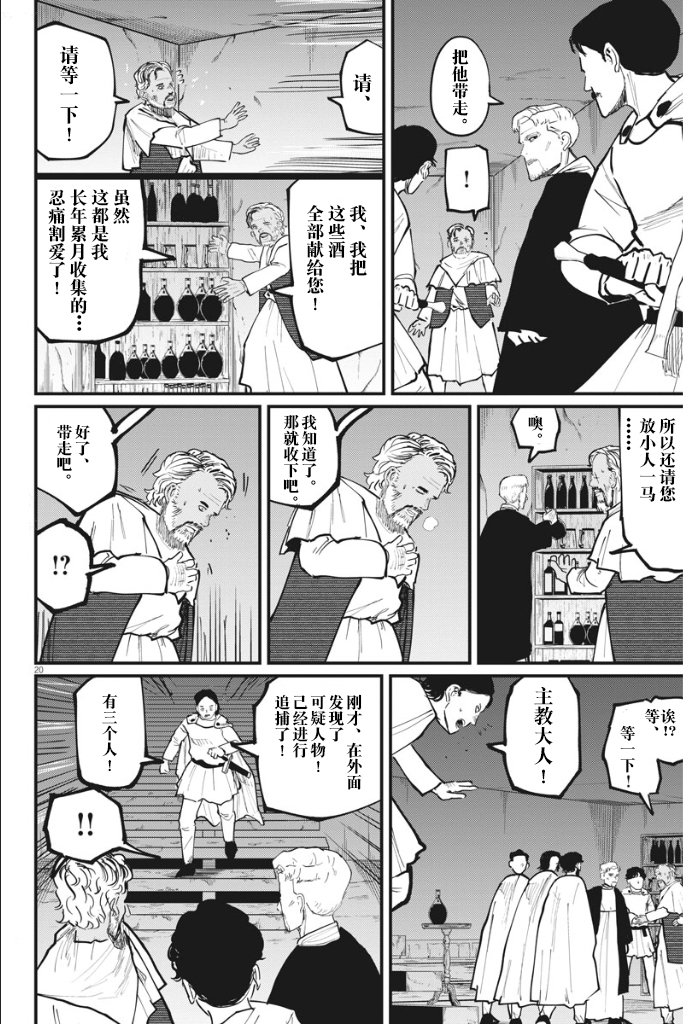 把他带走。
！
请、
请等一下！
我、我把
这些酒
全部献给您！
虽然
这都是我
长年累月收集的…
忍痛割爱了！
所以还请您
放小人一马
……
噢。
我知道了。
那就收下吧。
好了、
带走吧。
!?
诶!?
等、
等一下！
主教大人！
刚才、在外面
发现了
可疑人物！
已经进行
追捕了！
有三个人！
!!
20